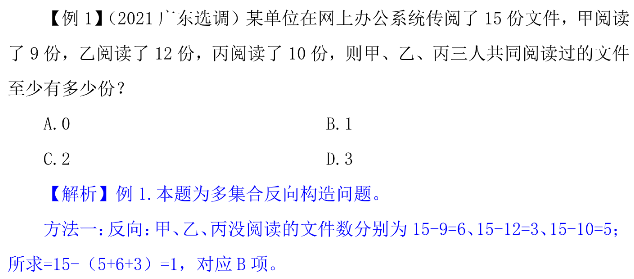 【例 1】（2021 广东选调）某单位在网上办公系统传阅了 15 份文件，甲阅读
了 9 份，乙阅读了 12 份，丙阅读了 10 份，则甲、乙、丙三人共同阅读过的文件
至少有多少份？
A.0 B.1
C.2 D.3
【解析】例 1.本题为多集合反向构造问题。
方法一：反向：甲、乙、丙没阅读的文件数分别为 15-9=6、15-12=3、15-10=5；
所求=15-（5+6+3）=1，对应 B 项。